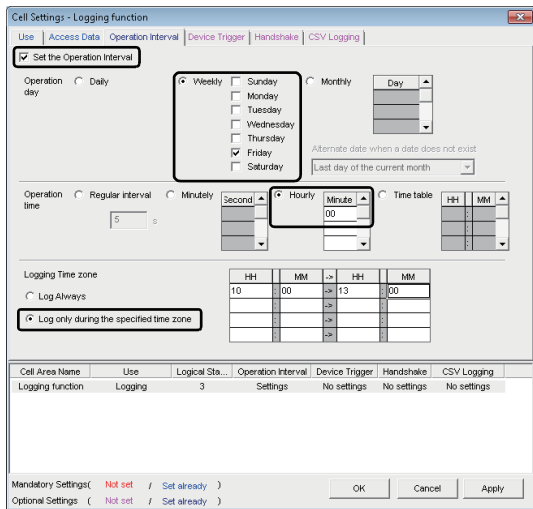 Cell Settings - Logging function
Use Access Data Operation Interval Device Trigger Handshake CSV Logging
Set the Operation Interval
Operation day
Daily
Weekly
Sunday
Monday
Tuesday
Wednesday
Thursday
Friday
Saturday
Monthly
Day
Alternate date when a date does not exist
Last day of the current month
Operation time
Regular interval
5 s
Minutely
Second
Hourly
Minute
00
Time table
HH : MM
Logging Time zone
Log Always
Log only during the specified time zone
HH : MM -> HH : MM
10 : 00 -> 13 : 00
: -> :
: -> :
: -> :
Cell Area Name Use Logical Sta... Operation Interval Device Trigger Handshake CSV Logging
Logging function Logging 3 Settings No settings No settings No settings
Mandatory Settings( Not set / Set already )
Optional Settings ( Not set / Set already )
OK Cancel Apply